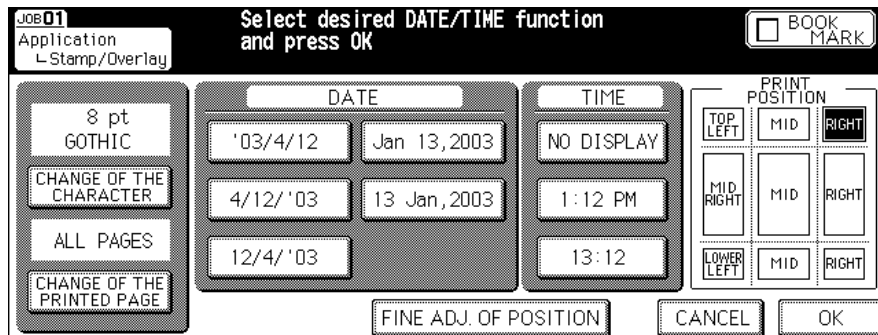 JOB01
Application
Stamp/Overlay
Select desired DATE/TIME function
and press OK
BOOK
MARK
8 pt
GOTHIC
CHANGE OF THE
CHARACTER
ALL PAGES
CHANGE OF THE
PRINTED PAGE
DATE
'03/4/12
Jan 13,2003
4/12/'03
13 Jan,2003
12/4/'03
TIME
NO DISPLAY
1:12 PM
13:12
PRINT
POSITION
TOP
LEFT
MID
RIGHT
MID
RIGHT
MID
RIGHT
LOWER
LEFT
MID
RIGHT
FINE ADJ. OF POSITION
CANCEL
OK